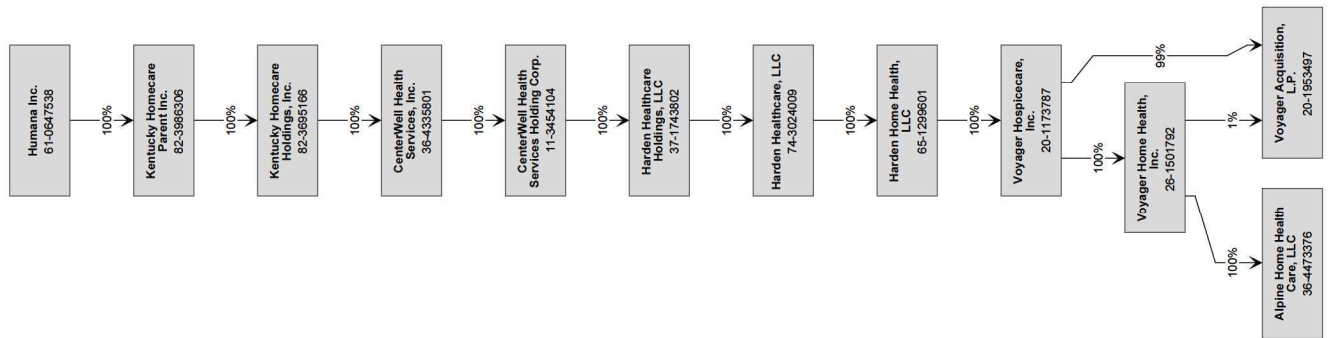 Humana Inc.
61-0647538
100%
Kentucky Homecare
Parent Inc.
82-3986306
100%
Kentucky Homecare
Holdings, Inc.
82-3695166
100%
CenterWell Health
Services, Inc.
36-4335801
100%
CenterWell Health
Services Holding Corp.
11-3454104
100%
Harden Healthcare
Holdings, LLC
37-1743802
100%
Harden Healthcare, LLC
74-3024009
100%
Harden Home Health,
LLC
65-1299601
100%
Voyager Hospicecare,
Inc.
20-1173787
99%
100%
Voyager Home Health,
Inc.
26-1501792
1%
100%
Voyager Acquisition,
L.P.
20-1953497
Alpine Home Health
Care, LLC
36-4473376